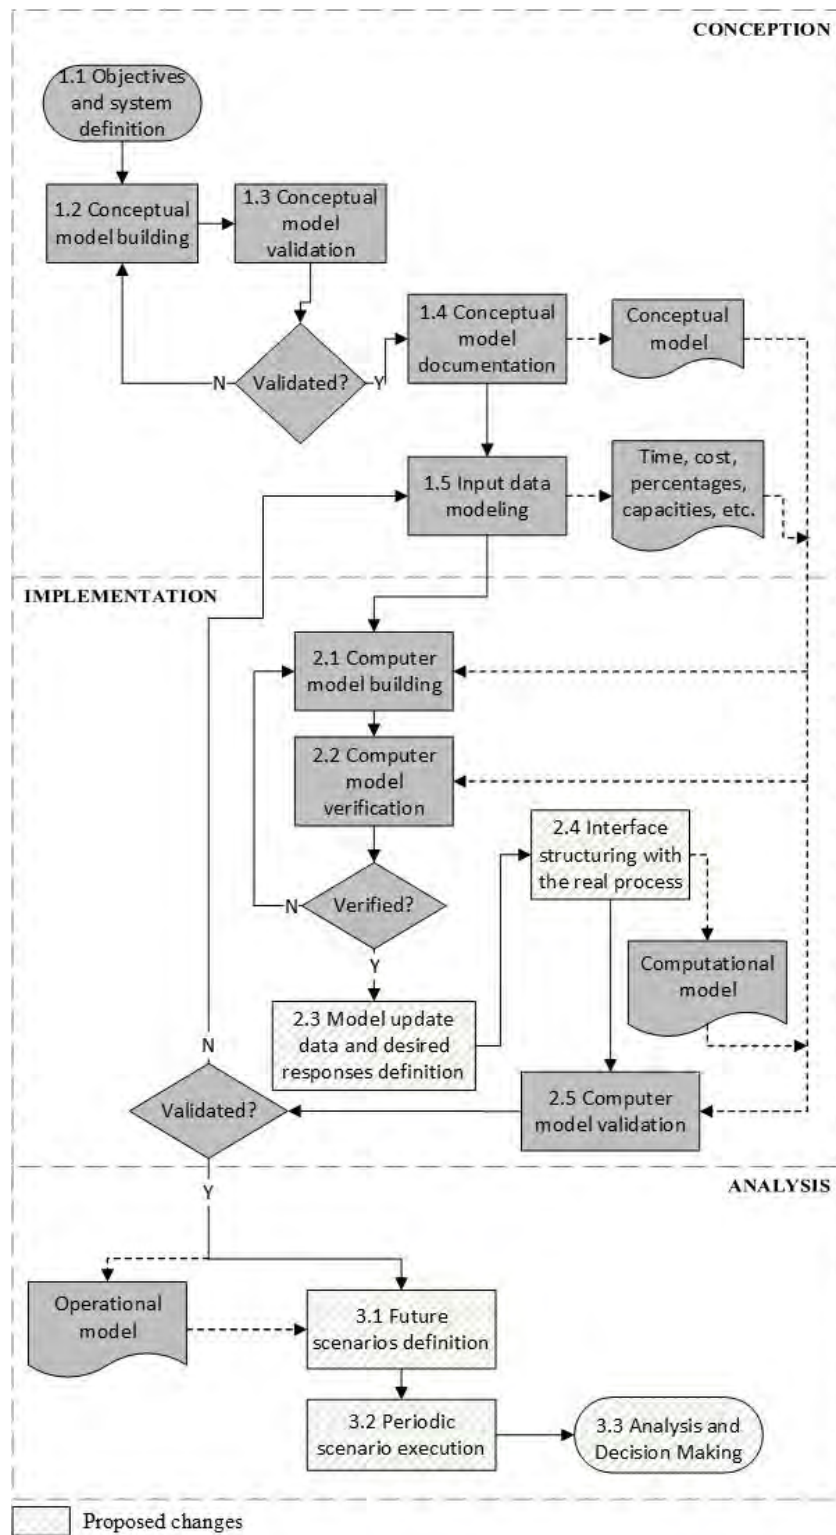 CONCEPTION
1.1 Objectives
and system
definition
1.2 Conceptual
model building
1.3 Conceptual
model
validation
1.4 Conceptual
model
documentation
Conceptual
model
N
Validated?
Y
1.5 Input data
modeling
Time, cost,
percentages,
capacities, etc.
IMPLEMENTATION
2.1 Computer
model building
2.2 Computer
model
verification
2.4 Interface
structuring with
the real process
N
Verified?
Y
Computational
model
2.3 Model update
data and desired
responses definition
N
Validated?
2.5 Computer
model validation
Y
ANALYSIS
Operational
model
3.1 Future
scenarios definition
3.2 Periodic
scenario execution
3.3 Analysis and
Decision Making
Proposed changes